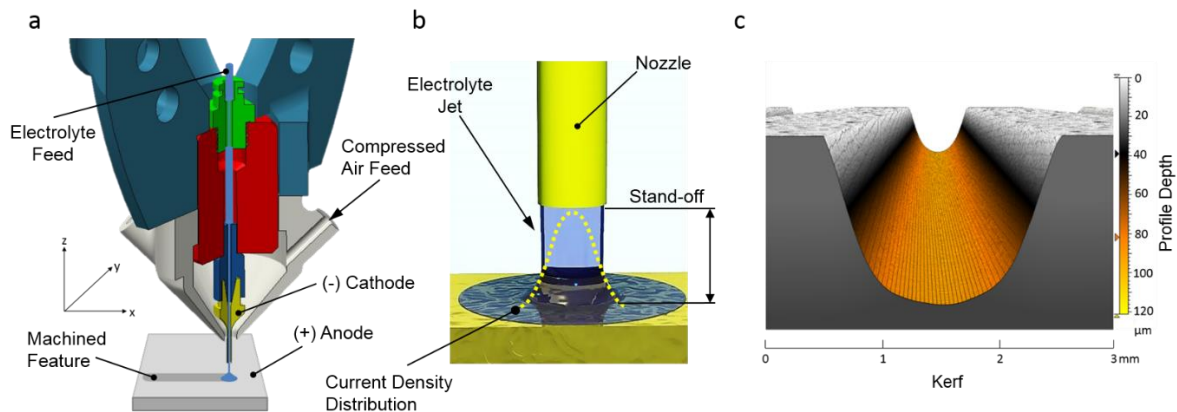 a
Electrolyte
Feed
Compressed
Air Feed
z
y
x
(-) Cathode
(+) Anode
Machined
Feature
b
Nozzle
Electrolyte
Jet
Stand-off
Current Density
Distribution
c
0
20
40
60
80
100
120
µm
Profile Depth
0
1
2
3 mm
Kerf